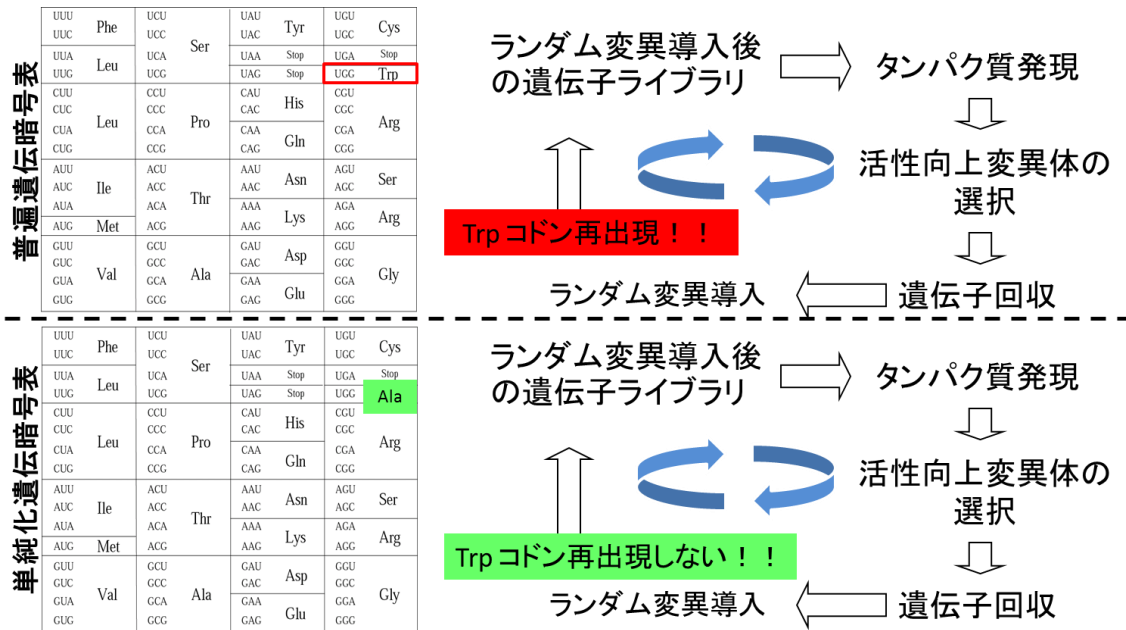 普遍遺伝暗号表
UUU Phe UCU Ser UAU Tyr UGU Cys
UUC UCC UAC UGC
UUA Leu UCA UAA Stop UGA Stop
UUG UCG UAG Stop UGG Trp
CUU Leu CCU Pro CAU His CGU Arg
CUC CCC CAC CGC
CUA CCA CAA Gln CGA
CUG CCG CAG CGG
AUU Ile ACU Thr AAU Asn AGU Ser
AUC ACC AAC AGC
AUA ACA AAA Lys AGA Arg
AUG Met ACG AAG AGG
GUU Val GCU Ala GAU Asp GGU Gly
GUC GCC GAC GGC
GUA GCA GAA Glu GGA
GUG GCG GAG GGG
ランダム変異導入後
の遺伝子ライブラリ
タンパク質発現
活性向上変異体の
選択
Trpコドン再出現！！
ランダム変異導入
遺伝子回収
単純化遺伝暗号表
UUU Phe UCU Ser UAU Tyr UGU Cys
UUC UCC UAC UGC
UUA Leu UCA UAA Stop UGA Stop
UUG UCG UAG Stop UGG Ala
CUU Leu CCU Pro CAU His CGU Arg
CUC CCC CAC CGC
CUA CCA CAA Gln CGA
CUG CCG CAG CGG
AUU Ile ACU Thr AAU Asn AGU Ser
AUC ACC AAC AGC
AUA ACA AAA Lys AGA Arg
AUG Met ACG AAG AGG
GUU Val GCU Ala GAU Asp GGU Gly
GUC GCC GAC GGC
GUA GCA GAA Glu GGA
GUG GCG GAG GGG
ランダム変異導入後
の遺伝子ライブラリ
タンパク質発現
活性向上変異体の
選択
Trpコドン再出現しない！！
ランダム変異導入
遺伝子回収